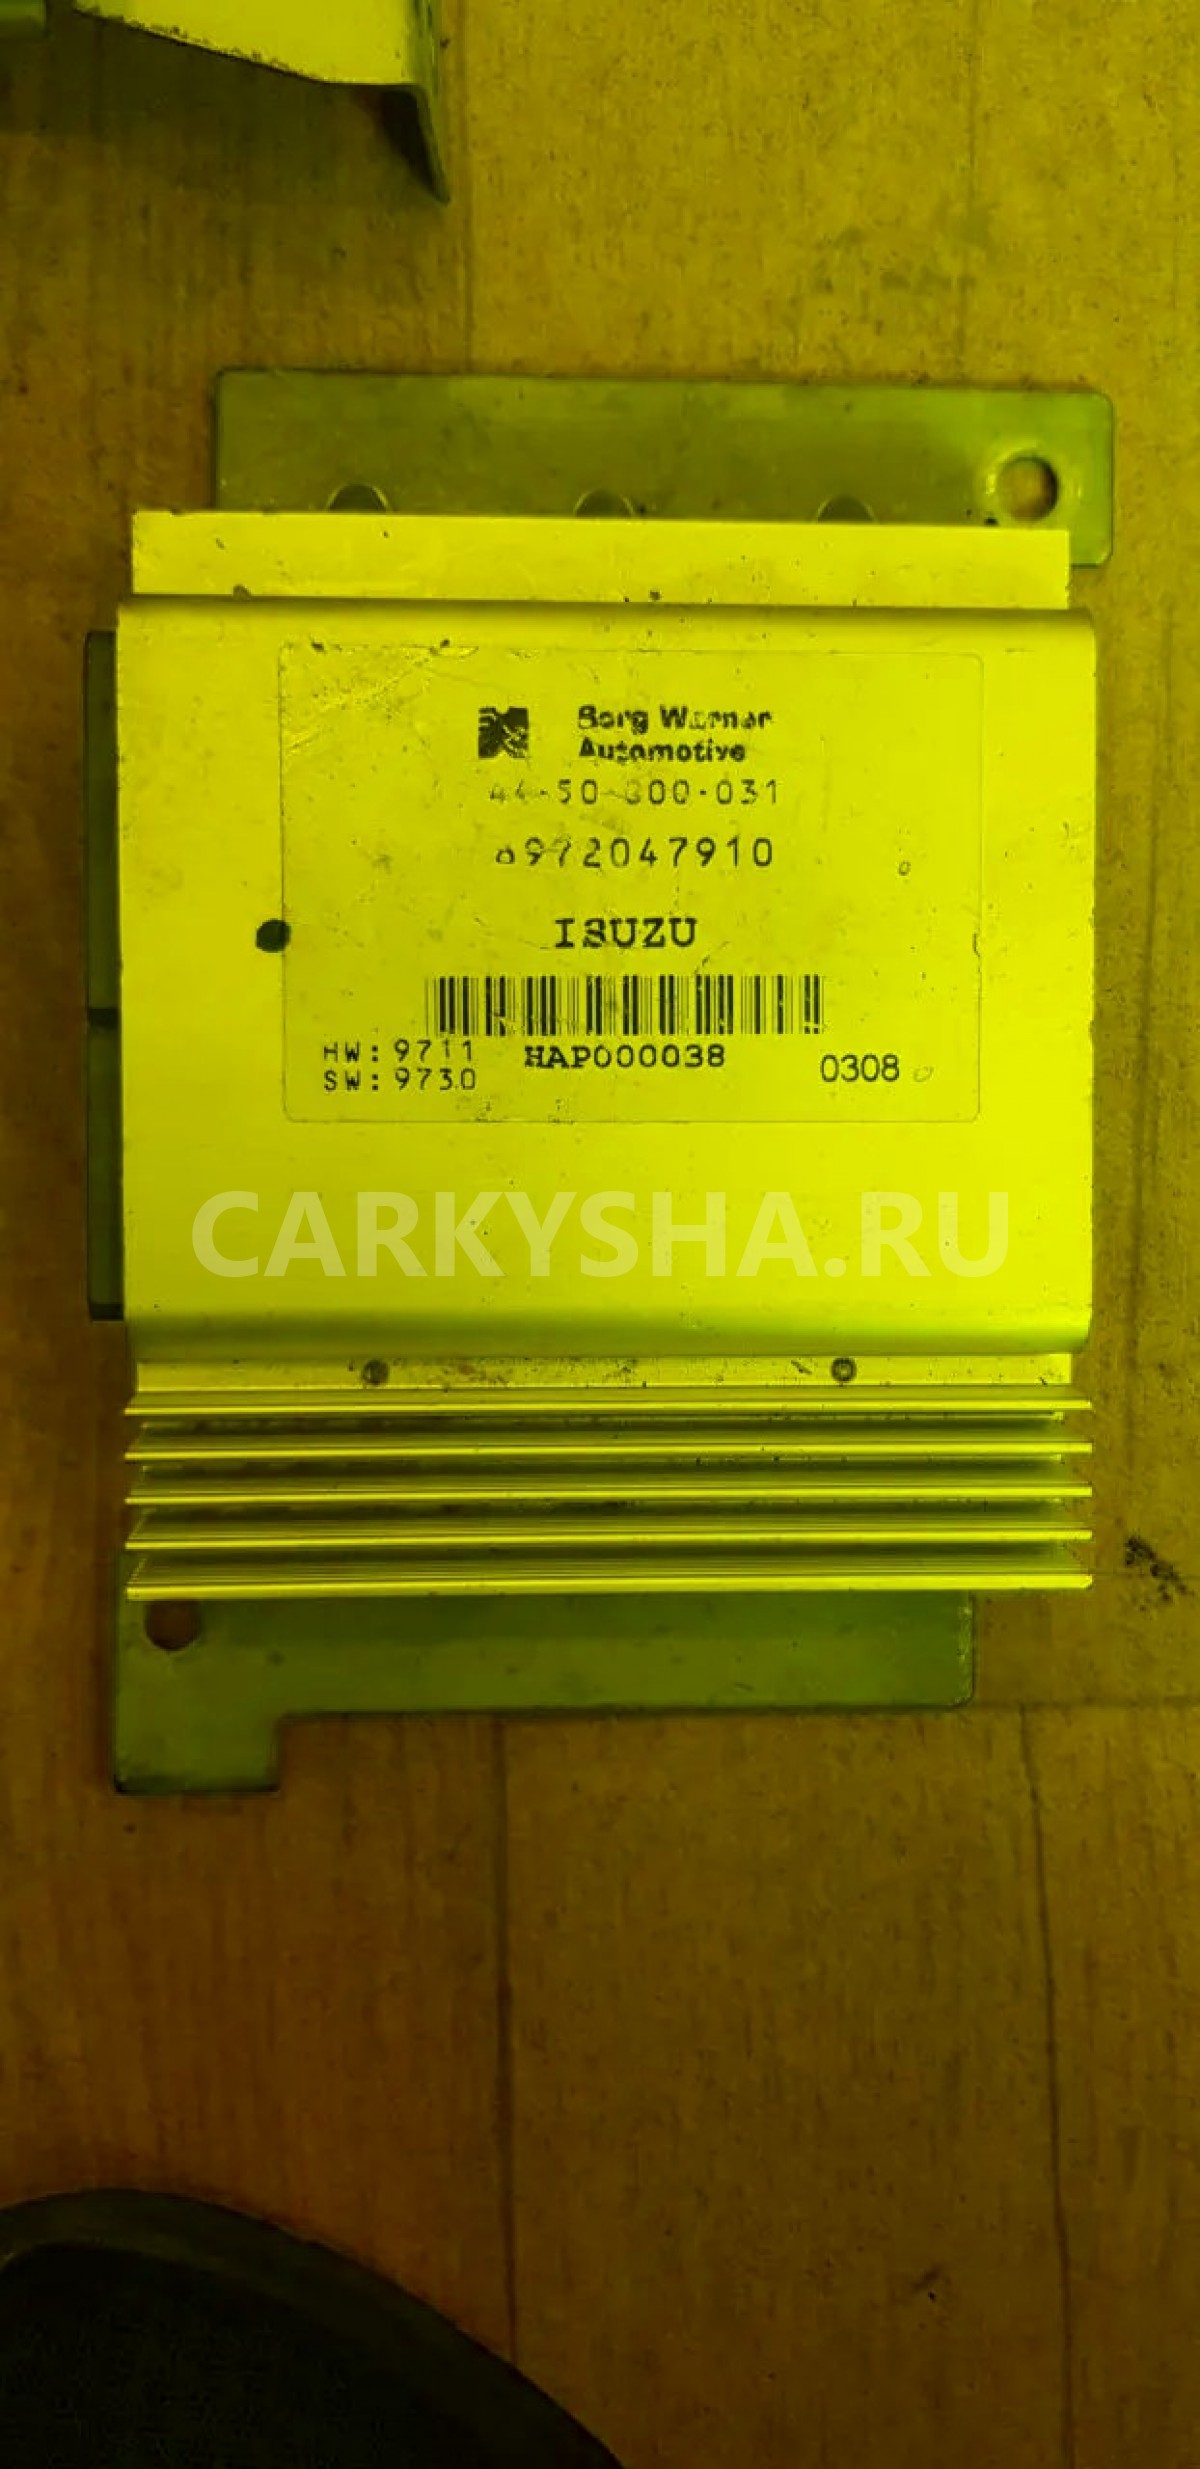 Borg Warner
Automotive
44-50-000-031
8972047910
ISUZU
HW: 9711
SW: 9730
HAP000038
0308
CARKYSHA.RU